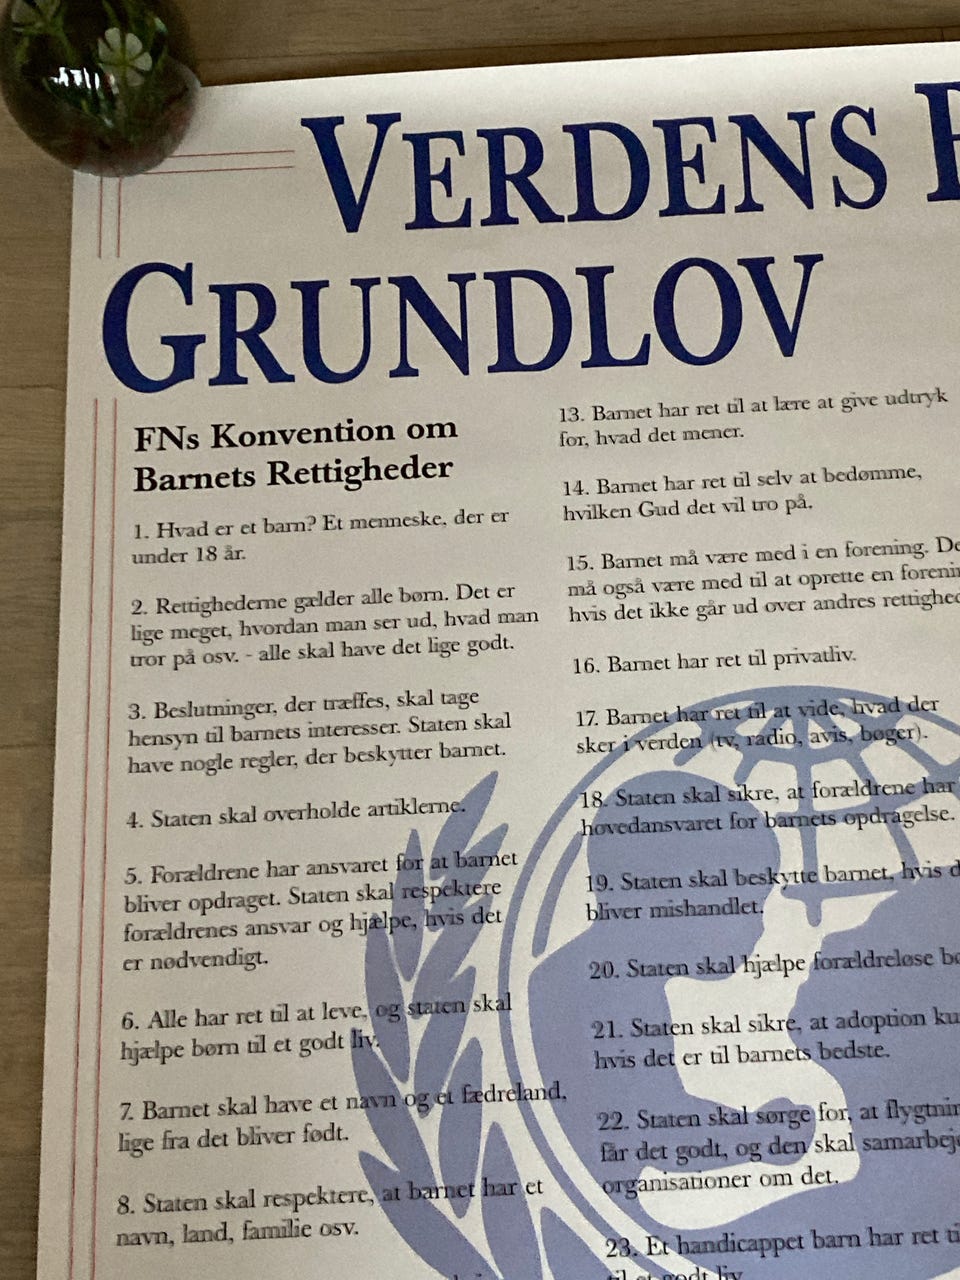 VERDENS
GRUNDLOV
FNs Konvention om
Barnets Rettigheder
1. Hvad er et barn? Et menneske, der er
under 18 år.
2. Rettighederne gælder alle børn. Det er
lige meget, hvordan man ser ud, hvad man
tror på osv. - alle skal have det lige godt.
3. Beslutninger, der træffes, skal tage
hensyn til barnets interesser. Staten skal
have nogle regler, der beskytter barnet.
4. Staten skal overholde artiklerne.
5. Forældrene har ansvaret for at barnet
bliver opdraget. Staten skal respektere
forældrenes ansvar og hjælpe, hvis det
er nødvendigt.
6. Alle har ret til at leve, og staten skal
hjælpe børn til et godt liv.
7. Barnet skal have et navn og et fædreland,
lige fra det bliver født.
8. Staten skal respektere, at barnet har et
navn, land, familie osv.
13. Barnet har ret til at lære at give udtryk
for, hvad det mener.
14. Barnet har ret til selv at bedømme,
hvilken Gud det vil tro på.
15. Barnet må være med i en forening.
må også være med til at oprette en
hvis det ikke går ud over andres
16. Barnet har ret til privatliv.
17. Barnet har ret til at vide, hvad der
sker i verden (tv, radio, avis, bøger).
18. Staten skal sikre, at forældrene har
hovedansvaret for barnets opdragelse.
19. Staten skal beskytte barnet, hvis
bliver mishandlet.
20. Staten skal hjælpe forældreløse
21. Staten skal sikre, at adoption
hvis det er til barnets bedste.
22. Staten skal sørge for, at
får det godt, og den skal
organisationer om det.
23. Et handicappet barn har ret
til et godt liv